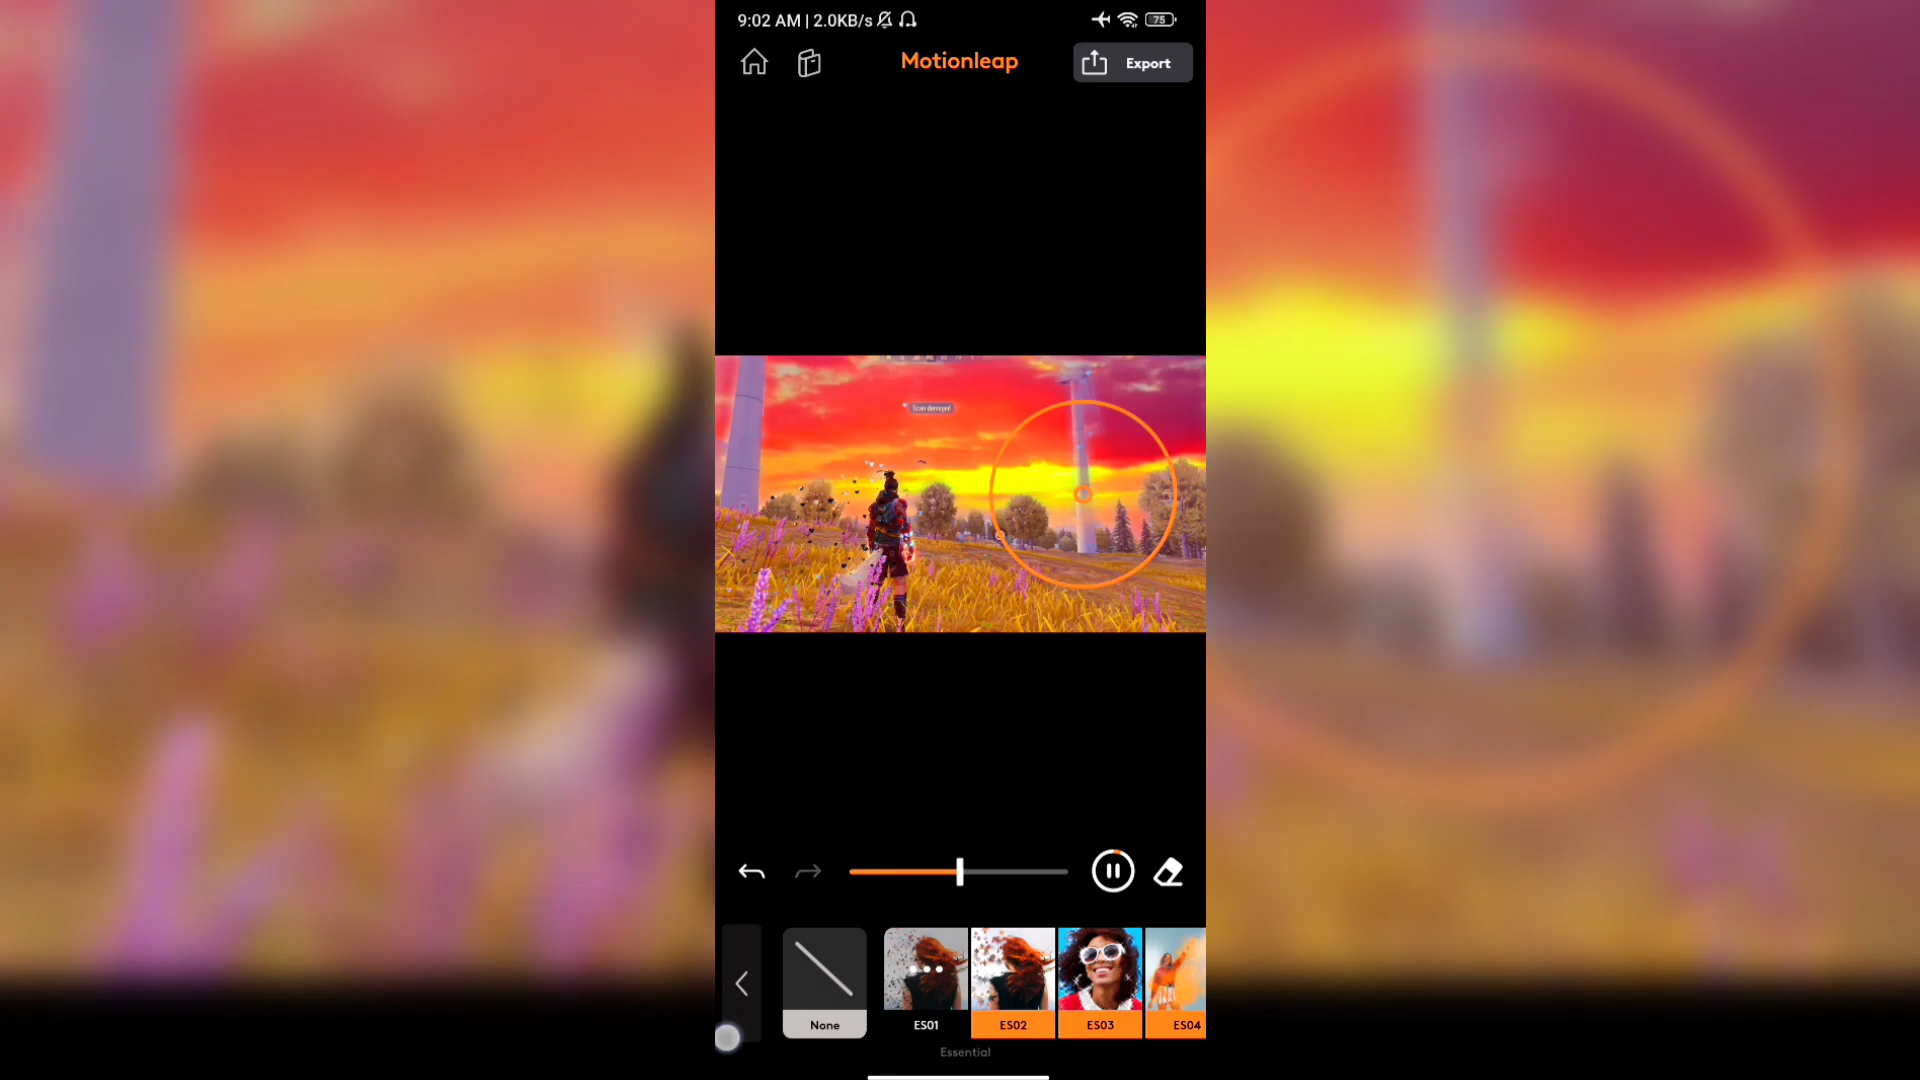 9:02 AM | 2.0KB/s
75
Motionleap
Export
None
ES01
ES02
ES03
ES04
Essential